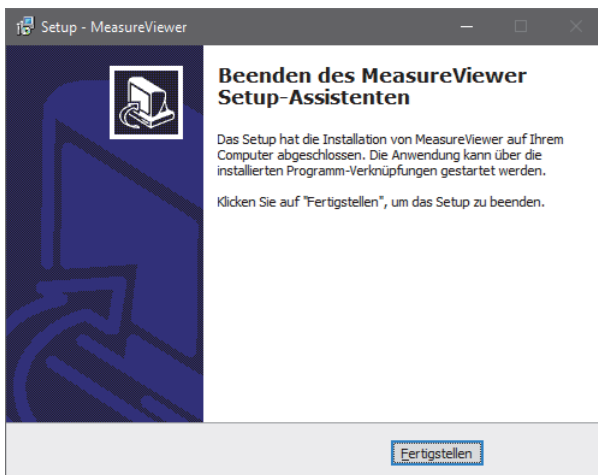 Setup - MeasureViewer
Beenden des MeasureViewer
Setup-Assistenten
Das Setup hat die Installation von MeasureViewer auf Ihrem
Computer abgeschlossen. Die Anwendung kann über die
installierten Programm-Verknüpfungen gestartet werden.
Klicken Sie auf "Fertigstellen", um das Setup zu beenden.
Fertigstellen